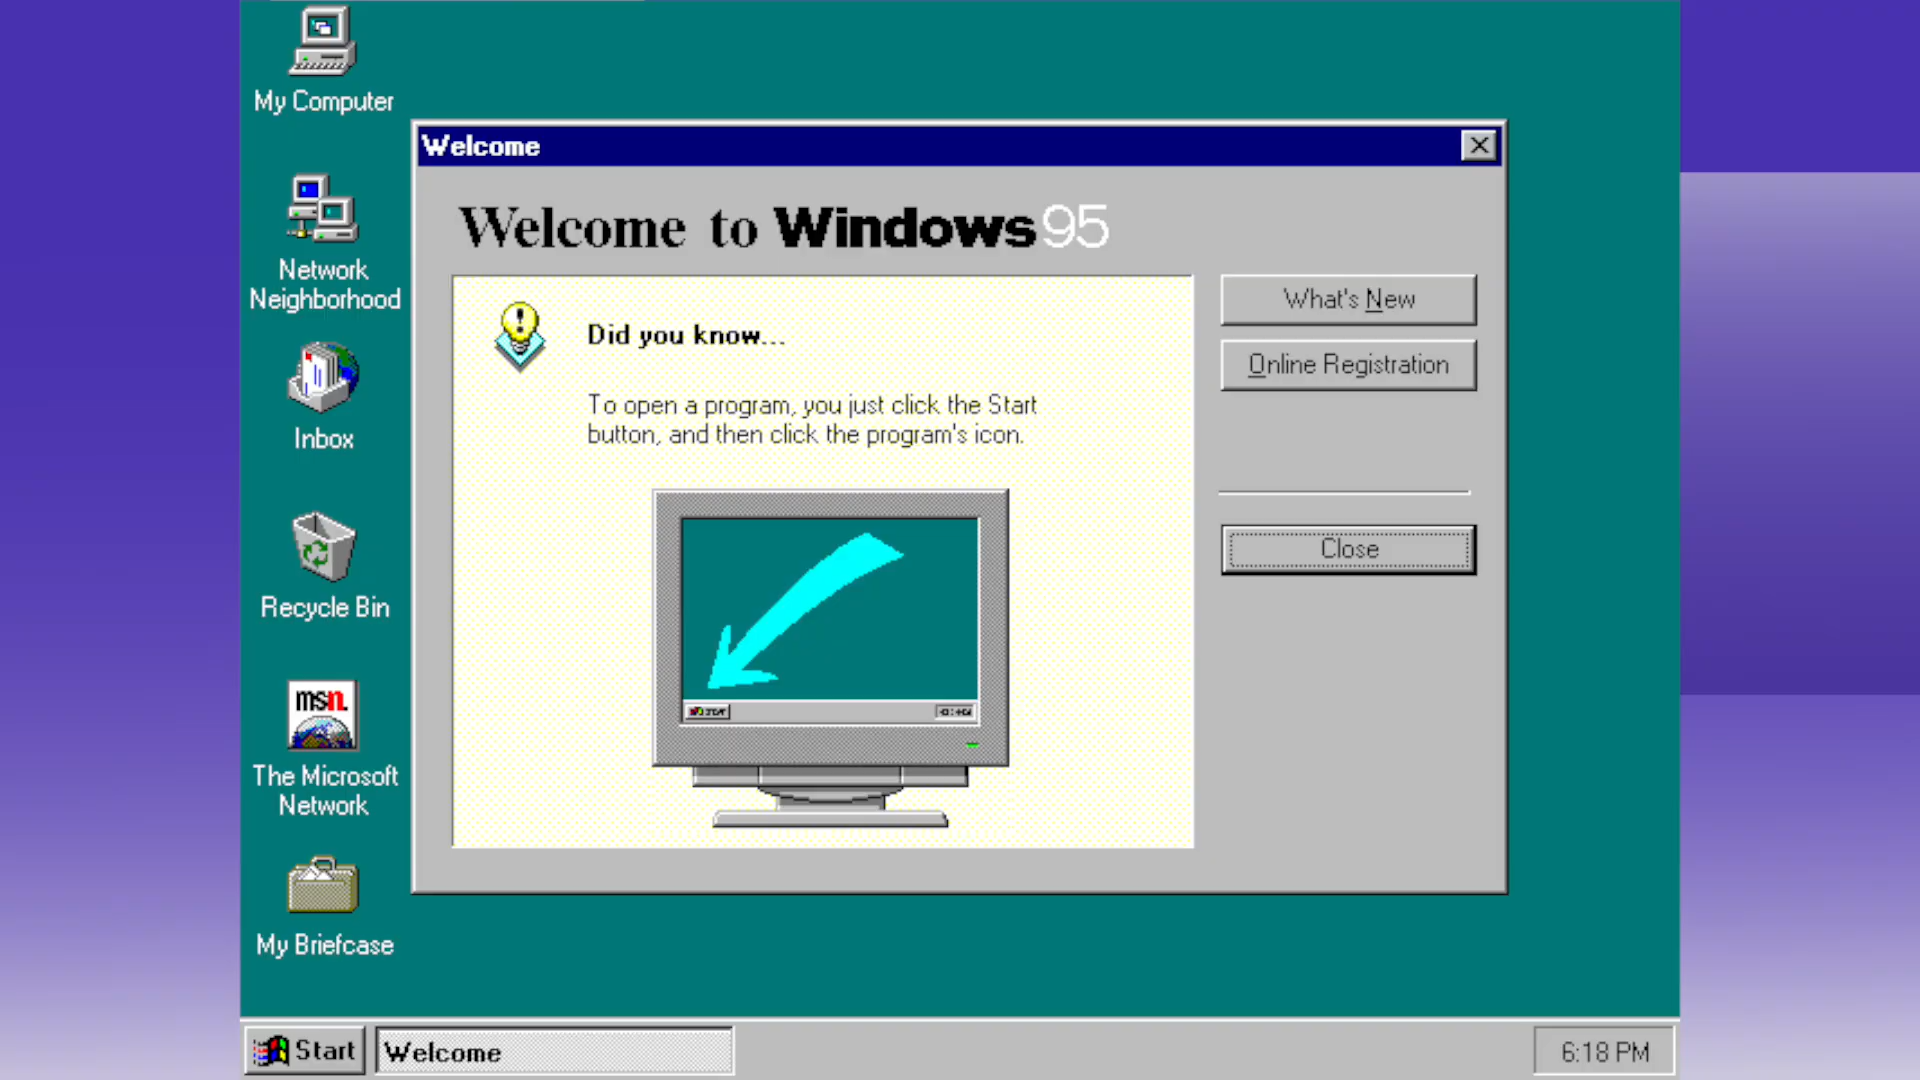 My Computer
Network
Neighborhood
Inbox
Recycle Bin
msn.
The Microsoft
Network
My Briefcase
Welcome
Welcome to Windows 95
Did you know...
To open a program, you just click the Start
button, and then click the program's icon.
What's New
Online Registration
Close
Start
Welcome
6:18 PM